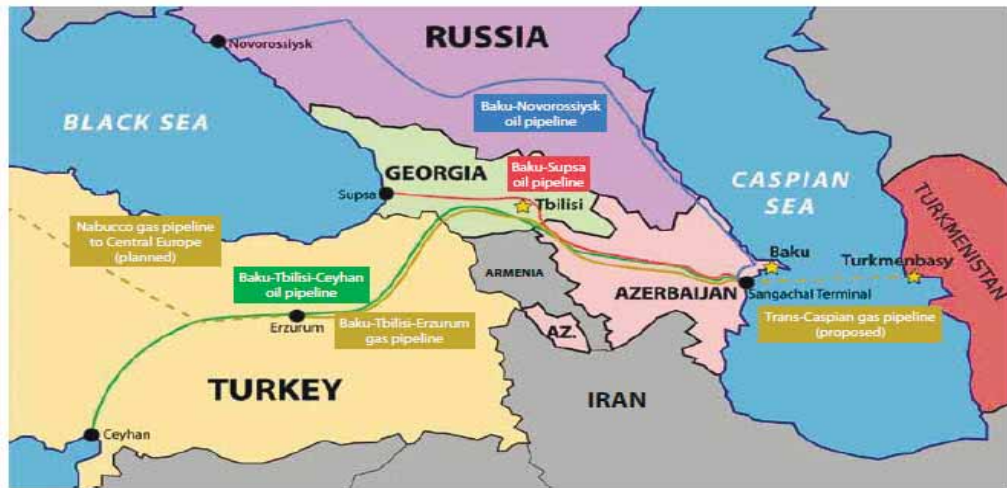 RUSSIA
Novorossiysk
BLACK SEA
Baku-Novorossiysk
oil pipeline
GEORGIA
Baku-Supsa
oil pipeline
Supsa
Tbilisi
CASPIAN
SEA
TURKMENISTAN
Nabucco gas pipeline
to Central Europe
(planned)
Baku-Tbilisi-Ceyhan
oil pipeline
ARMENIA
Baku
Turkmenbasy
AZERBAIJAN
Sangachal Terminal
Erzurum
Baku-Tbilisi-Erzurum
gas pipeline
AZ.
Trans-Caspian gas pipeline
(proposed)
TURKEY
IRAN
Ceyhan